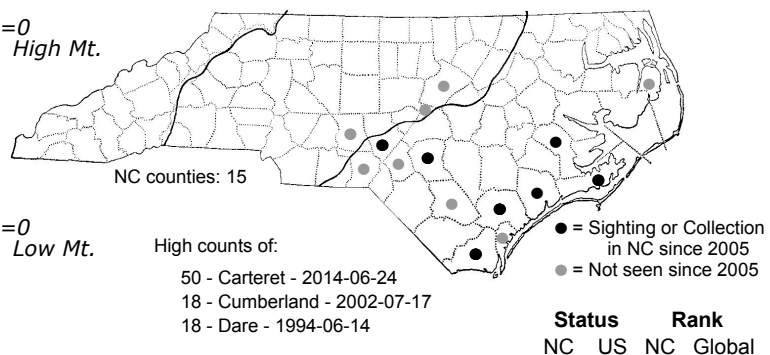 =0
High Mt.
NC counties: 15
=0
Low Mt.
High counts of:
50 - Carteret - 2014-06-24
18 - Cumberland - 2002-07-17
18 - Dare - 1994-06-14
= Sighting or Collection
in NC since 2005
= Not seen since 2005
Status Rank
NC US NC Global